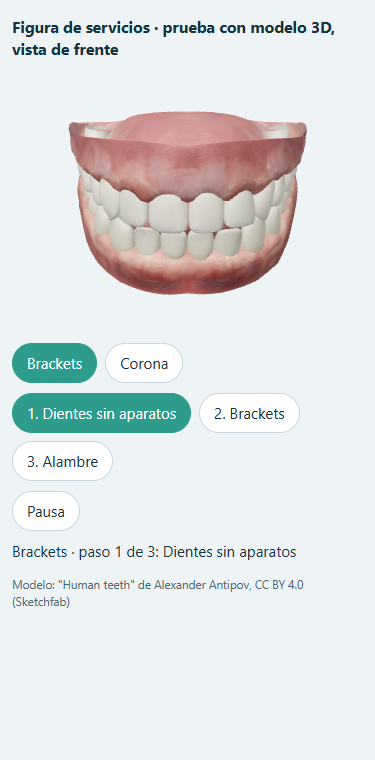 Figura de servicios · prueba con modelo 3D,
vista de frente
Brackets
Corona
1. Dientes sin aparatos
2. Brackets
3. Alambre
Pausa
Brackets · paso 1 de 3: Dientes sin aparatos
Modelo: "Human teeth" de Alexander Antipov, CC BY 4.0
(Sketchfab)